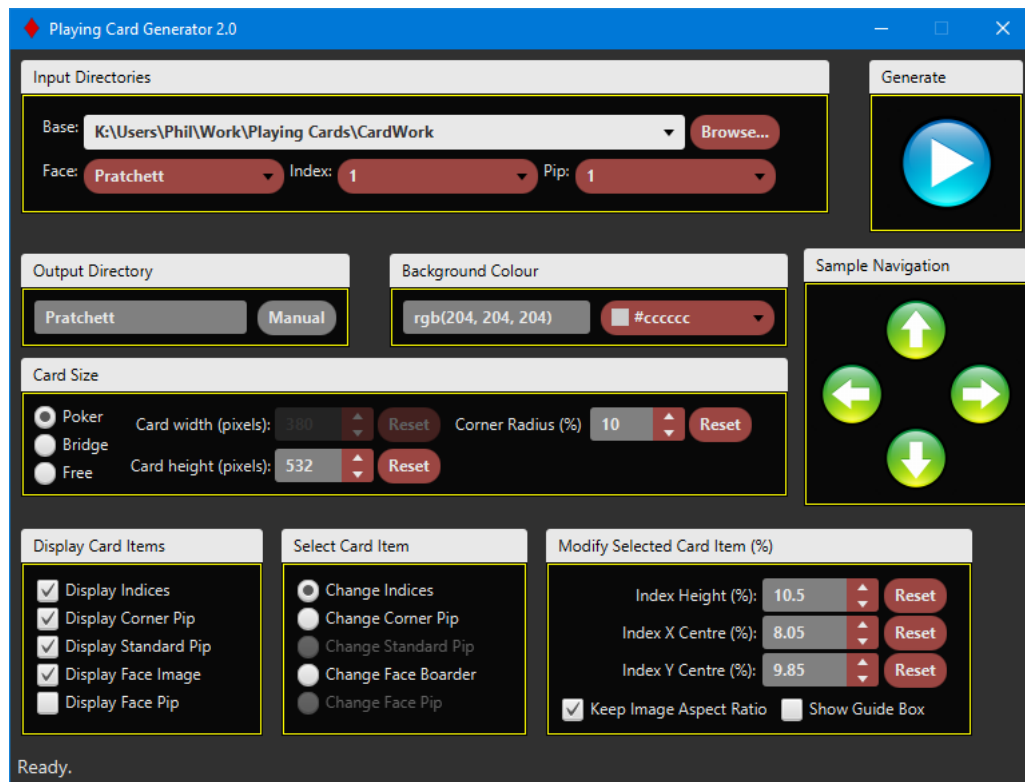 Playing Card Generator 2.0
Input Directories
Generate
Base: K:\Users\Phil\Work\Playing Cards\CardWork Browse...
Face: Pratchett Index: 1 Pip: 1
Output Directory
Background Colour
Sample Navigation
Pratchett Manual
rgb(204, 204, 204) #cccccc
Card Size
Poker
Bridge
Free
Card width (pixels): 380 Reset
Corner Radius (%) 10 Reset
Card height (pixels): 532 Reset
Display Card Items
Display Indices
Display Corner Pip
Display Standard Pip
Display Face Image
Display Face Pip
Select Card Item
Change Indices
Change Corner Pip
Change Standard Pip
Change Face Boarder
Change Face Pip
Modify Selected Card Item (%)
Index Height (%): 10.5 Reset
Index X Centre (%): 8.05 Reset
Index Y Centre (%): 9.85 Reset
Keep Image Aspect Ratio Show Guide Box
Ready.